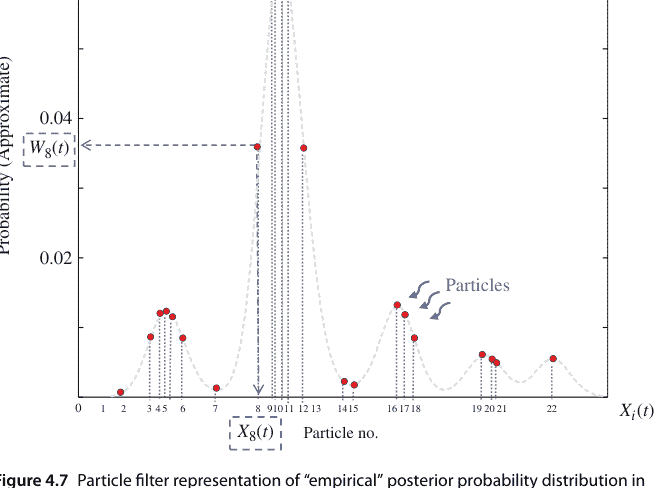 Probability (Approximate)
0.04
W8(t)
0.02
Particles
0 1 2 3 4 5 6 7 8 9 10 11 12 13 14 15 16 17 18 19 20 21 22
Xi(t)
X8(t)
Particle no.
Figure 4.7 Particle filter representation of “empirical” posterior probability distribution in